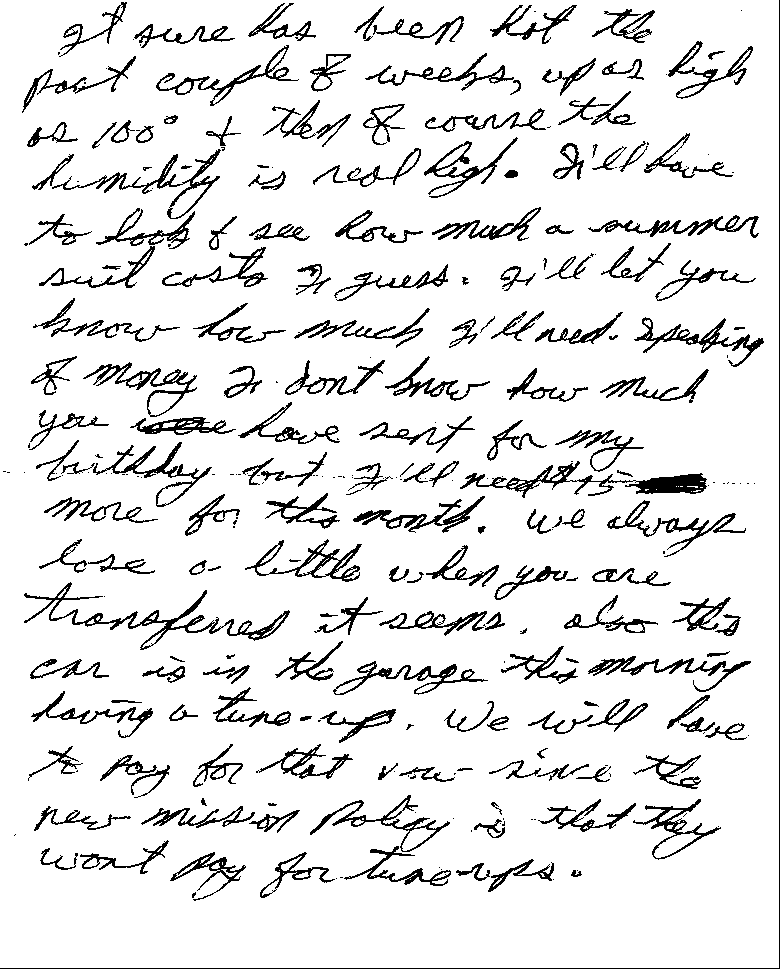 It sure has been hot the
past couple of weeks, up as high
as 100° & then of course the
humidity is real high. I'll have
to look & see how much a summer
suit costs I guess. I'll let you
know how much I'll need. Speaking
of money I dont know how much
you have sent for my
birthday but I'll need $15
more for this month. We always
lose a little when you are
transferred it seems. also this
car is in the garage this morning
having a tune-up. We will have
to pay for that now since the
new mission policy is that they
wont pay for tune-ups.